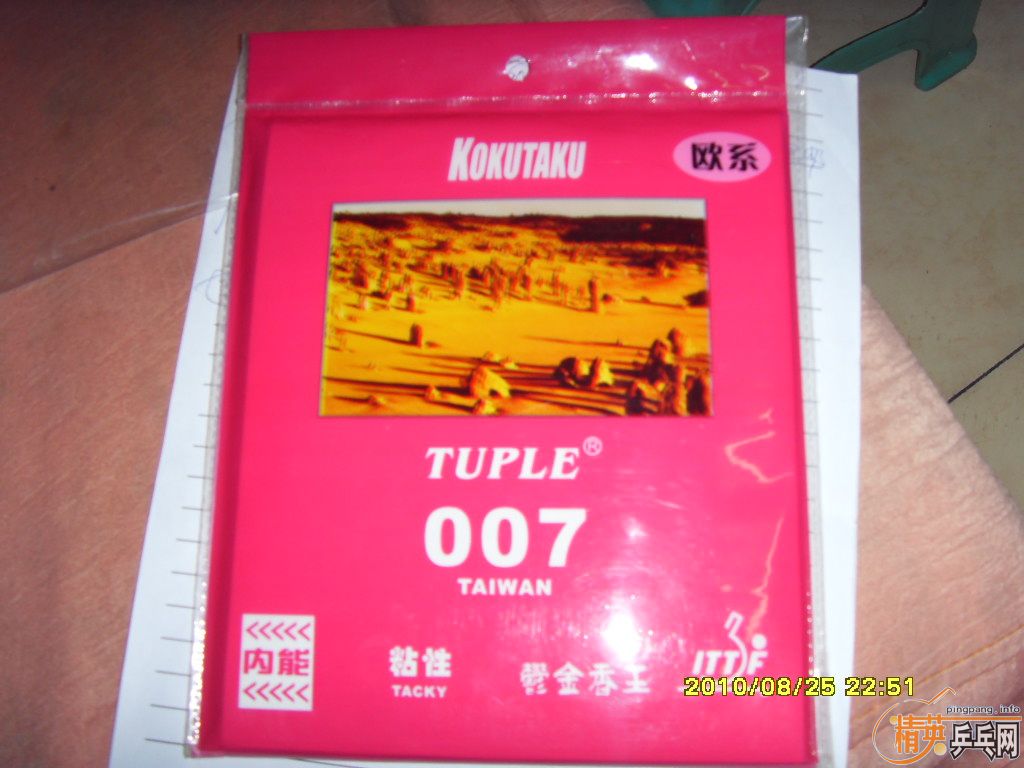 KOKUTAKU
欧系
TUPLE®
007
TAIWAN
内能
粘性
TACKY
鬱金香王
ITTF
2010/08/25 22:51
pingpang.info
精英乒乓网